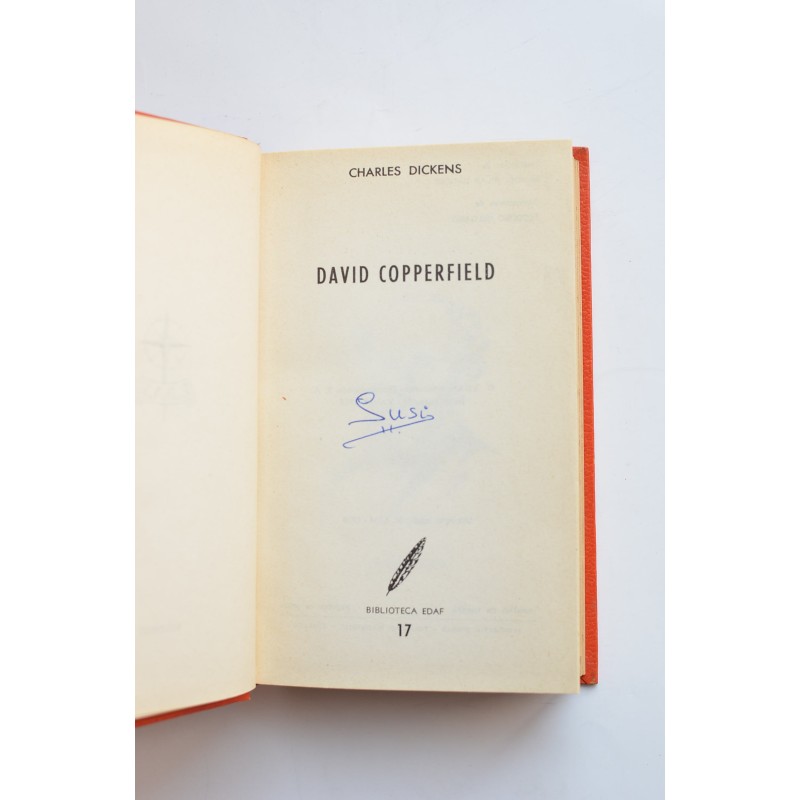 CHARLES DICKENS
DAVID COPPERFIELD
Susi
BIBLIOTECA EDAF
17